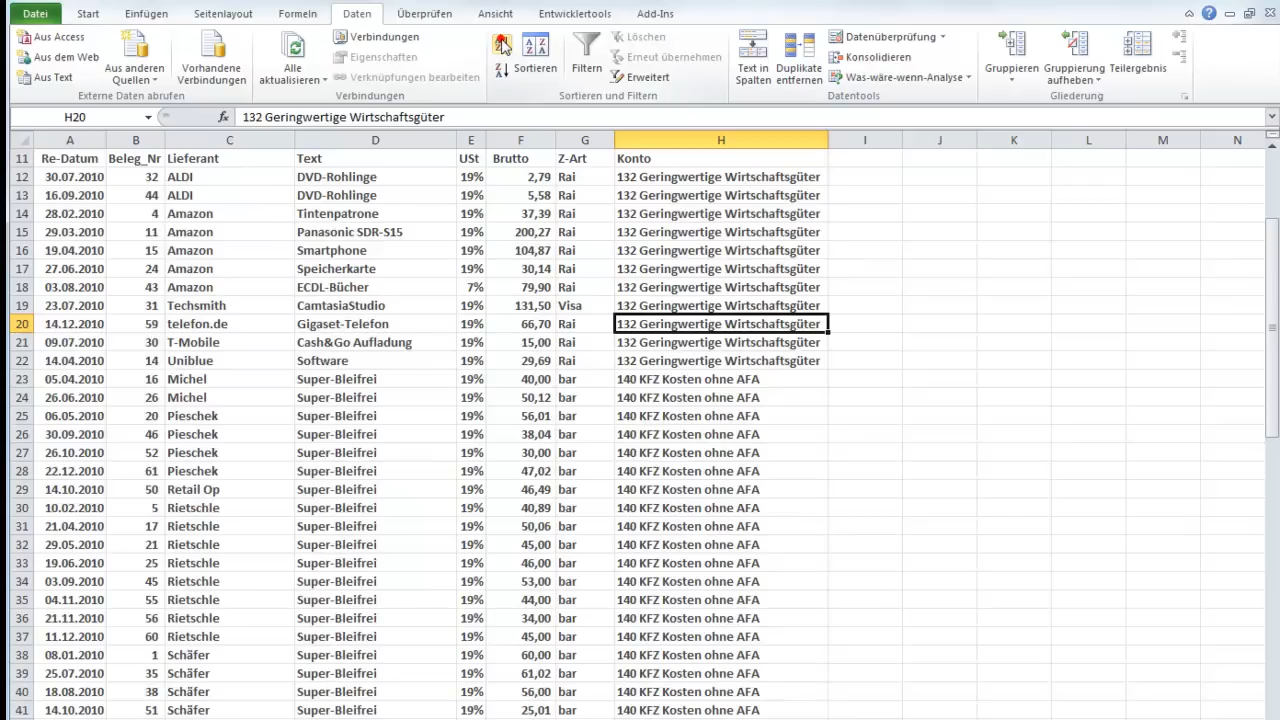 Datei Start Einfügen Seitenlayout Formeln Daten Überprüfen Ansicht Entwicklertools Add-Ins
Aus Access
Aus dem Web
Aus Text
Aus anderen Quellen
Externe Daten abrufen
Vorhandene Verbindungen
Alle aktualisieren
Verbindungen
Eigenschaften
Verknüpfungen bearbeiten
Verbindungen
Sortieren
Filtern
Löschen
Erneut übernehmen
Erweitert
Sortieren und Filtern
Text in Spalten
Duplikate entfernen
Datenüberprüfung
Konsolidieren
Was-wäre-wenn-Analyse
Datentools
Gruppieren
Gruppierung aufheben
Teilergebnis
Gliederung
H20 fx 132 Geringwertige Wirtschaftsgüter
A B C D E F G H I J K L M N
11 Re-Datum Beleg_Nr Lieferant Text USt Brutto Z-Art Konto
12 30.07.2010 32 ALDI DVD-Rohlinge 19% 2,79 Rai 132 Geringwertige Wirtschaftsgüter
13 16.09.2010 44 ALDI DVD-Rohlinge 19% 5,58 Rai 132 Geringwertige Wirtschaftsgüter
14 28.02.2010 4 Amazon Tintenpatrone 19% 37,39 Rai 132 Geringwertige Wirtschaftsgüter
15 29.03.2010 11 Amazon Panasonic SDR-S15 19% 200,27 Rai 132 Geringwertige Wirtschaftsgüter
16 19.04.2010 15 Amazon Smartphone 19% 104,87 Rai 132 Geringwertige Wirtschaftsgüter
17 27.06.2010 24 Amazon Speicherkarte 19% 30,14 Rai 132 Geringwertige Wirtschaftsgüter
18 03.08.2010 43 Amazon ECDL-Bücher 7% 79,90 Rai 132 Geringwertige Wirtschaftsgüter
19 23.07.2010 31 Techsmith CamtasiaStudio 19% 131,50 Visa 132 Geringwertige Wirtschaftsgüter
20 14.12.2010 59 telefon.de Gigaset-Telefon 19% 66,70 Rai 132 Geringwertige Wirtschaftsgüter
21 09.07.2010 30 T-Mobile Cash&Go Aufladung 19% 15,00 Rai 132 Geringwertige Wirtschaftsgüter
22 14.04.2010 14 Uniblue Software 19% 29,69 Rai 132 Geringwertige Wirtschaftsgüter
23 05.04.2010 16 Michel Super-Bleifrei 19% 40,00 bar 140 KFZ Kosten ohne AFA
24 26.06.2010 26 Michel Super-Bleifrei 19% 50,12 bar 140 KFZ Kosten ohne AFA
25 06.05.2010 20 Pieschek Super-Bleifrei 19% 56,01 bar 140 KFZ Kosten ohne AFA
26 30.09.2010 46 Pieschek Super-Bleifrei 19% 38,04 bar 140 KFZ Kosten ohne AFA
27 26.10.2010 52 Pieschek Super-Bleifrei 19% 30,00 bar 140 KFZ Kosten ohne AFA
28 22.12.2010 61 Pieschek Super-Bleifrei 19% 47,02 bar 140 KFZ Kosten ohne AFA
29 14.10.2010 50 Retail Op Super-Bleifrei 19% 46,49 bar 140 KFZ Kosten ohne AFA
30 10.02.2010 5 Rietschle Super-Bleifrei 19% 40,89 bar 140 KFZ Kosten ohne AFA
31 21.04.2010 17 Rietschle Super-Bleifrei 19% 50,06 bar 140 KFZ Kosten ohne AFA
32 29.05.2010 21 Rietschle Super-Bleifrei 19% 45,00 bar 140 KFZ Kosten ohne AFA
33 19.06.2010 25 Rietschle Super-Bleifrei 19% 46,00 bar 140 KFZ Kosten ohne AFA
34 03.09.2010 45 Rietschle Super-Bleifrei 19% 53,00 bar 140 KFZ Kosten ohne AFA
35 04.11.2010 55 Rietschle Super-Bleifrei 19% 44,00 bar 140 KFZ Kosten ohne AFA
36 21.11.2010 56 Rietschle Super-Bleifrei 19% 34,00 bar 140 KFZ Kosten ohne AFA
37 11.12.2010 60 Rietschle Super-Bleifrei 19% 45,00 bar 140 KFZ Kosten ohne AFA
38 08.01.2010 1 Schäfer Super-Bleifrei 19% 60,00 bar 140 KFZ Kosten ohne AFA
39 25.07.2010 35 Schäfer Super-Bleifrei 19% 61,02 bar 140 KFZ Kosten ohne AFA
40 18.08.2010 38 Schäfer Super-Bleifrei 19% 56,00 bar 140 KFZ Kosten ohne AFA
41 14.10.2010 51 Schäfer Super-Bleifrei 19% 25,01 bar 140 KFZ Kosten ohne AFA